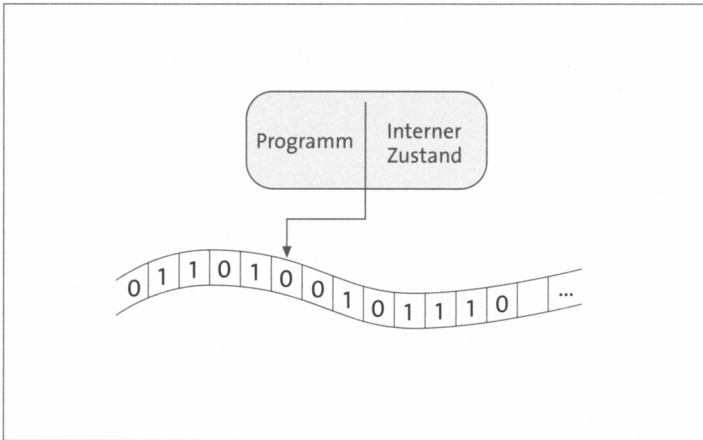 Programm
Interner
Zustand
0 1 1 0 1 0 0 1 0 1 1 1 0 ...